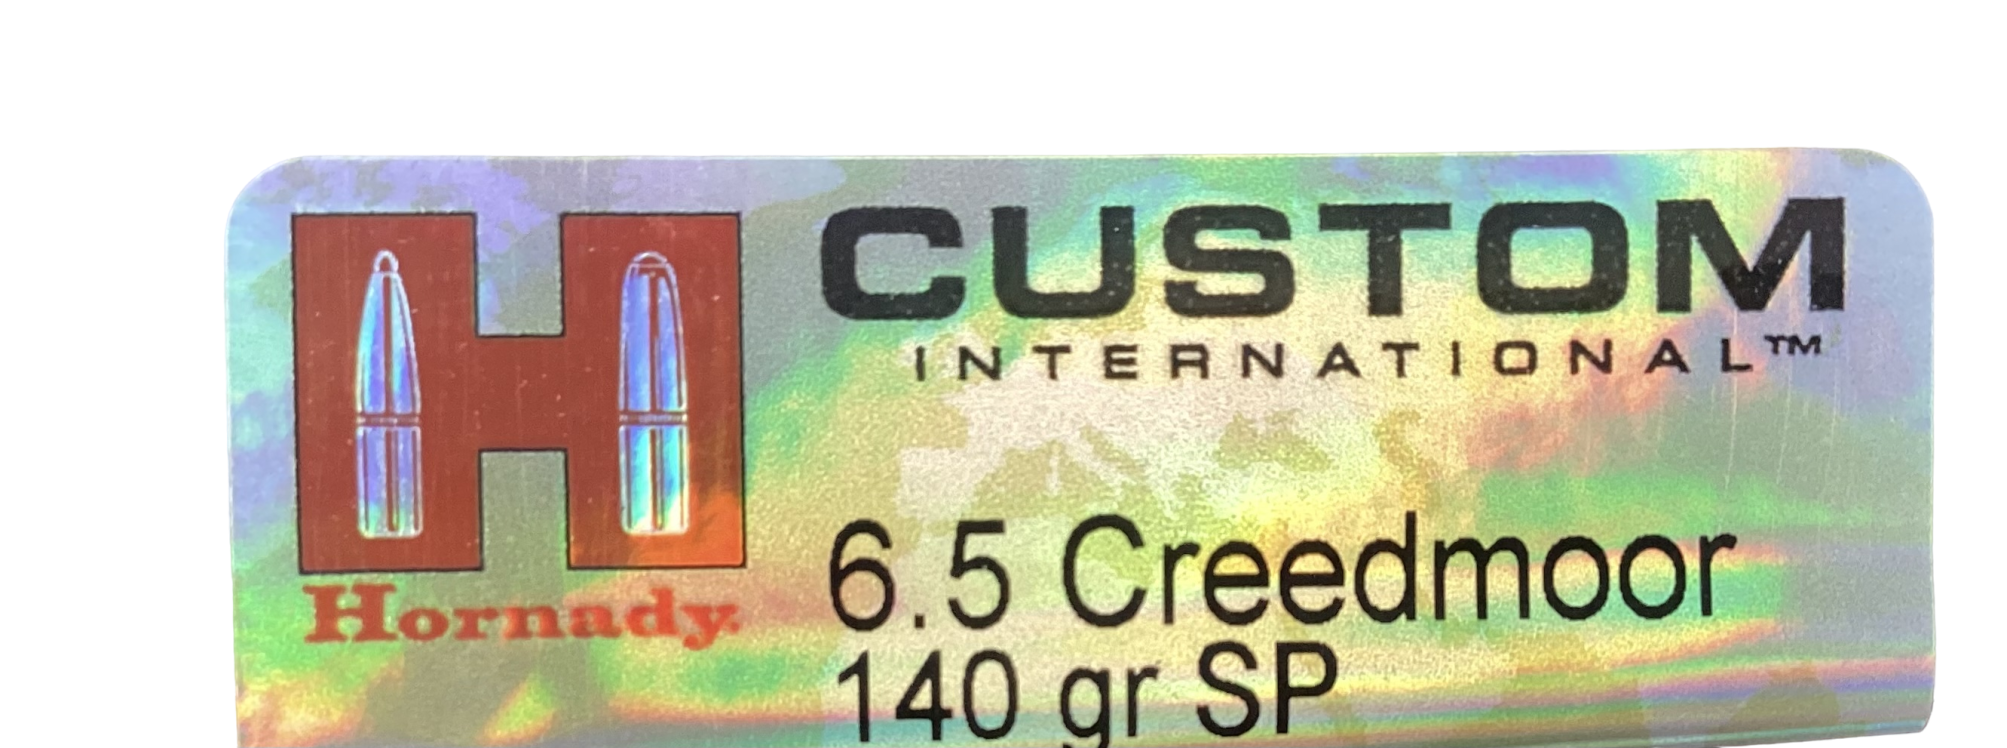 CUSTOM
INTERNATIONAL™
Hornady
6.5 Creedmoor
140 gr SP